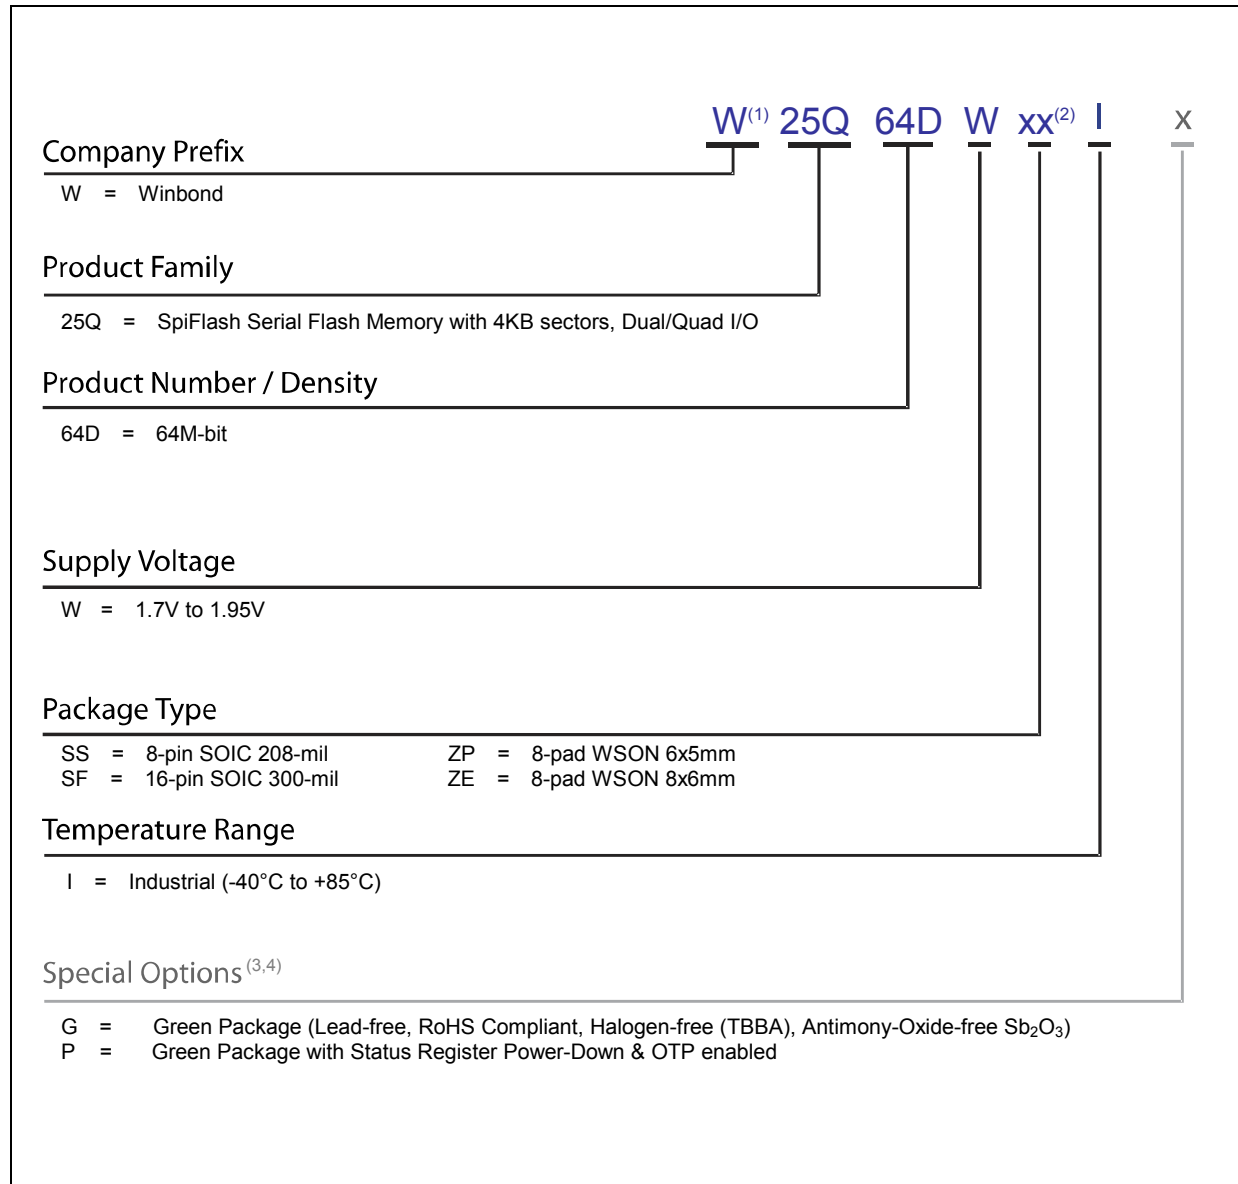 W(1) 25Q 64D W xx(2) I x
Company Prefix
W = Winbond
Product Family
25Q = SpiFlash Serial Flash Memory with 4KB sectors, Dual/Quad I/O
Product Number / Density
64D = 64M-bit
Supply Voltage
W = 1.7V to 1.95V
Package Type
SS = 8-pin SOIC 208-mil ZP = 8-pad WSON 6x5mm
SF = 16-pin SOIC 300-mil ZE = 8-pad WSON 8x6mm
Temperature Range
I = Industrial (-40°C to +85°C)
Special Options (3,4)
G = Green Package (Lead-free, RoHS Compliant, Halogen-free (TBBA), Antimony-Oxide-free Sb₂O₃)
P = Green Package with Status Register Power-Down & OTP enabled